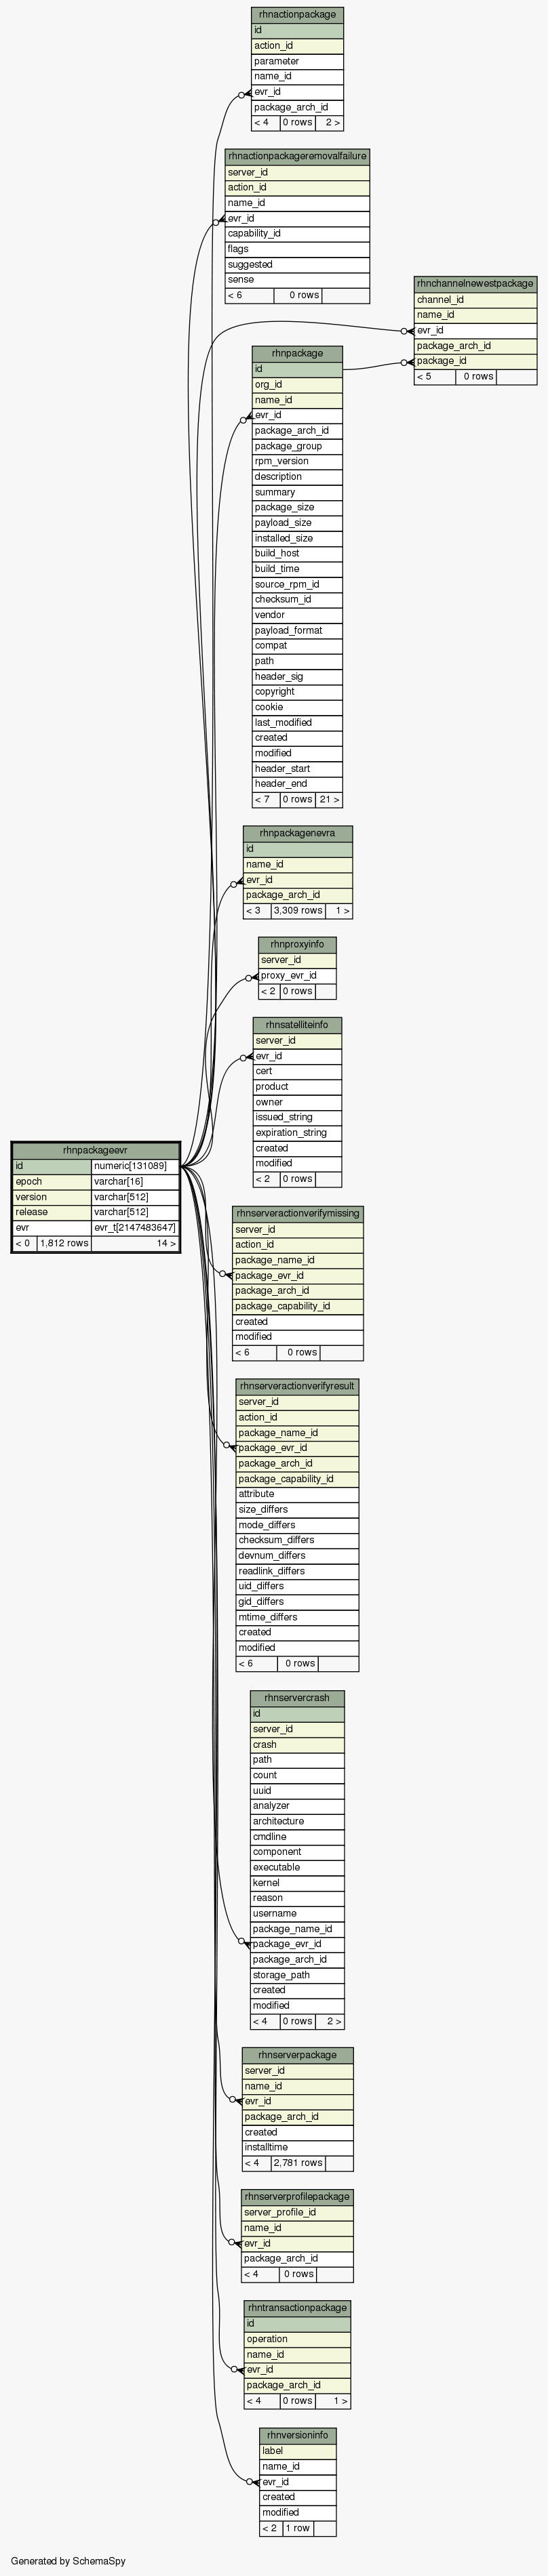 rhnactionpackage
id
action_id
parameter
name_id
evr_id
package_arch_id
< 4 0 rows 2 >
rhnactionpackageremovalfailure
server_id
action_id
name_id
evr_id
capability_id
flags
suggested
sense
< 6 0 rows
rhnchannelnewestpackage
channel_id
name_id
evr_id
package_arch_id
package_id
< 5 0 rows
rhnpackage
id
org_id
name_id
evr_id
package_arch_id
package_group
rpm_version
description
summary
package_size
payload_size
installed_size
build_host
build_time
source_rpm_id
checksum_id
vendor
payload_format
compat
path
header_sig
copyright
cookie
last_modified
created
modified
header_start
header_end
< 7 0 rows 21 >
rhnpackagenevra
id
name_id
evr_id
package_arch_id
< 3 3,309 rows 1 >
rhnproxyinfo
server_id
proxy_evr_id
< 2 0 rows
rhnsatelliteinfo
server_id
evr_id
cert
product
owner
issued_string
expiration_string
created
modified
< 2 0 rows
rhnpackageevr
id numeric[131089]
epoch varchar[16]
version varchar[512]
release varchar[512]
evr evr_t[2147483647]
< 0 1,812 rows 14 >
rhnserveractionverifymissing
server_id
action_id
package_name_id
package_evr_id
package_arch_id
package_capability_id
created
modified
< 6 0 rows
rhnserveractionverifyresult
server_id
action_id
package_name_id
package_evr_id
package_arch_id
package_capability_id
attribute
size_differs
mode_differs
checksum_differs
devnum_differs
readlink_differs
uid_differs
gid_differs
mtime_differs
created
modified
< 6 0 rows
rhnservercrash
id
server_id
crash
path
count
uuid
analyzer
architecture
cmdline
component
executable
kernel
reason
username
package_name_id
package_evr_id
package_arch_id
storage_path
created
modified
< 4 0 rows 2 >
rhnserverpackage
server_id
name_id
evr_id
package_arch_id
created
installtime
< 4 2,781 rows
rhnserverprofilepackage
server_profile_id
name_id
evr_id
package_arch_id
< 4 0 rows
rhntransactionpackage
id
operation
name_id
evr_id
package_arch_id
< 4 0 rows 1 >
rhnversioninfo
label
name_id
evr_id
created
modified
< 2 1 row
Generated by SchemaSpy